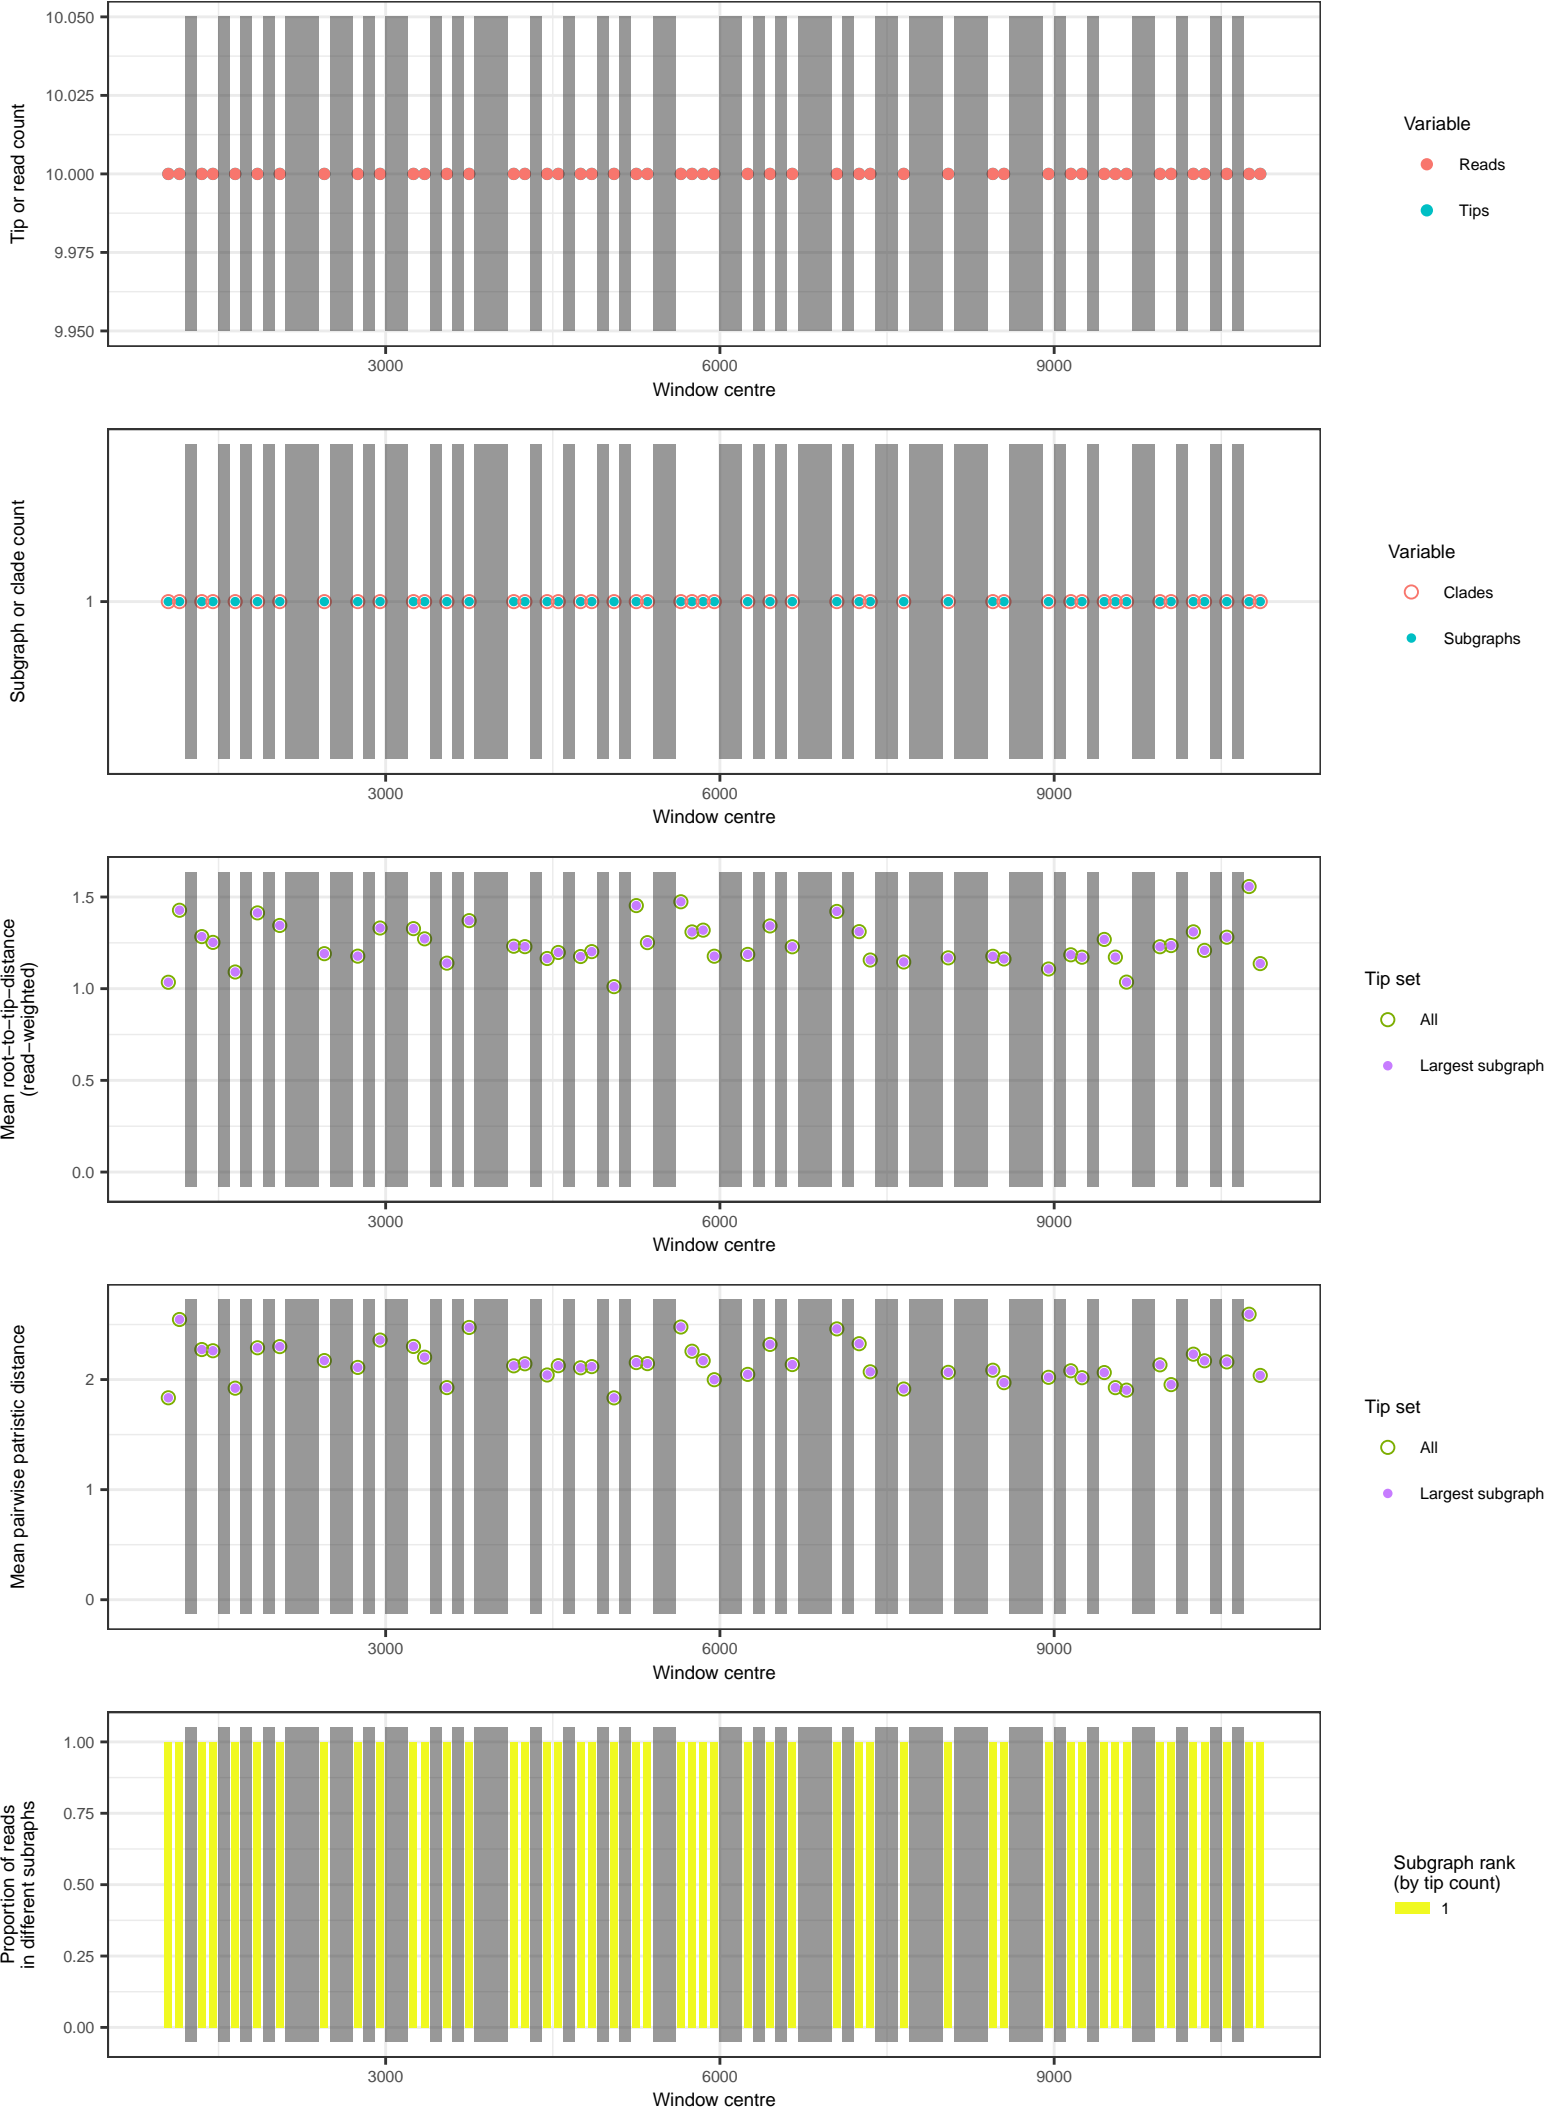 10.050
10.025
10.000
9.975
9.950
Tip or read count
3000
6000
9000
Window centre
Variable
Reads
Tips
1
Subgraph or clade count
3000
6000
9000
Window centre
Variable
Clades
Subgraphs
1.5
1.0
0.5
0.0
Mean root−to−tip−distance
(read−weighted)
3000
6000
9000
Window centre
Tip set
All
Largest subgraph
2
1
0
Mean pairwise patristic distance
3000
6000
9000
Window centre
Tip set
All
Largest subgraph
1.00
0.75
0.50
0.25
0.00
Proportion of reads
in different subraphs
3000
6000
9000
Window centre
Subgraph rank
(by tip count)
1